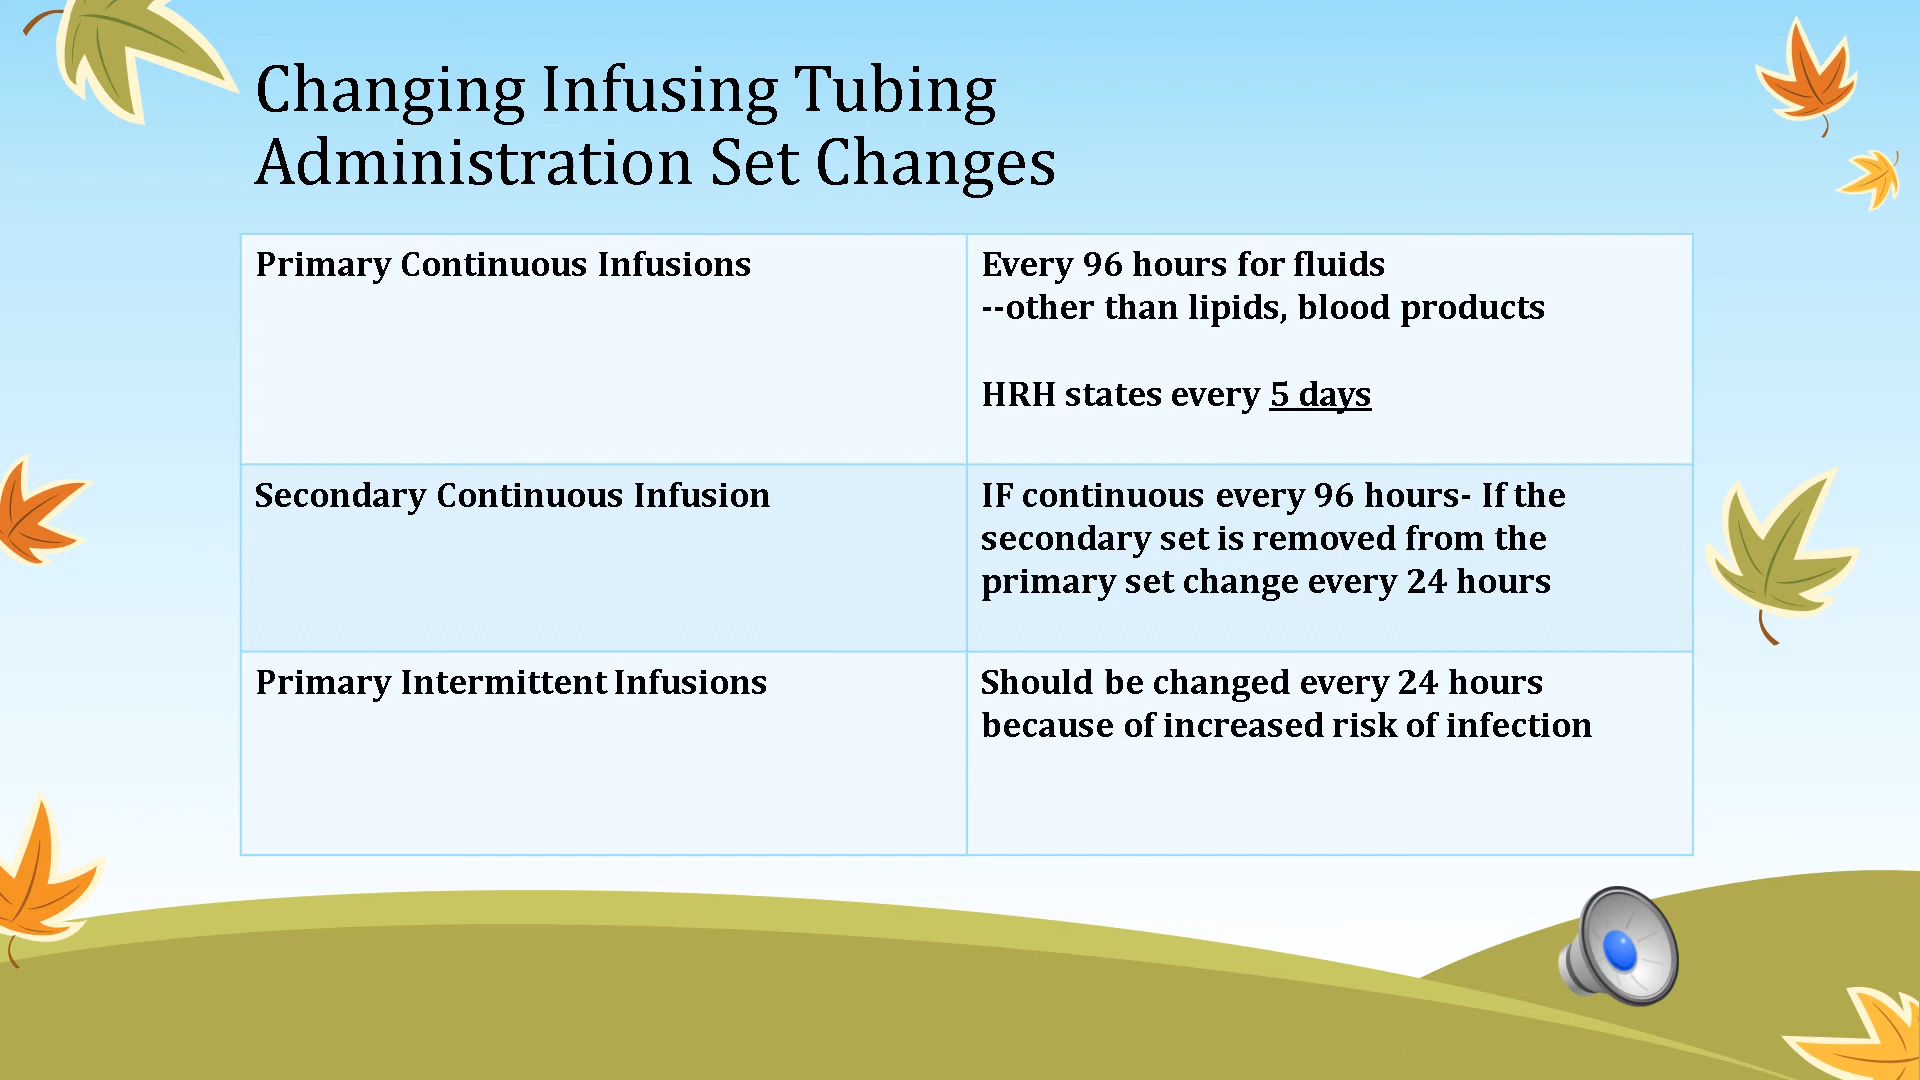 Changing Infusing Tubing
Administration Set Changes
Primary Continuous Infusions
Every 96 hours for fluids
--other than lipids, blood products
HRH states every 5 days
Secondary Continuous Infusion
IF continuous every 96 hours- If the
secondary set is removed from the
primary set change every 24 hours
Primary Intermittent Infusions
Should be changed every 24 hours
because of increased risk of infection